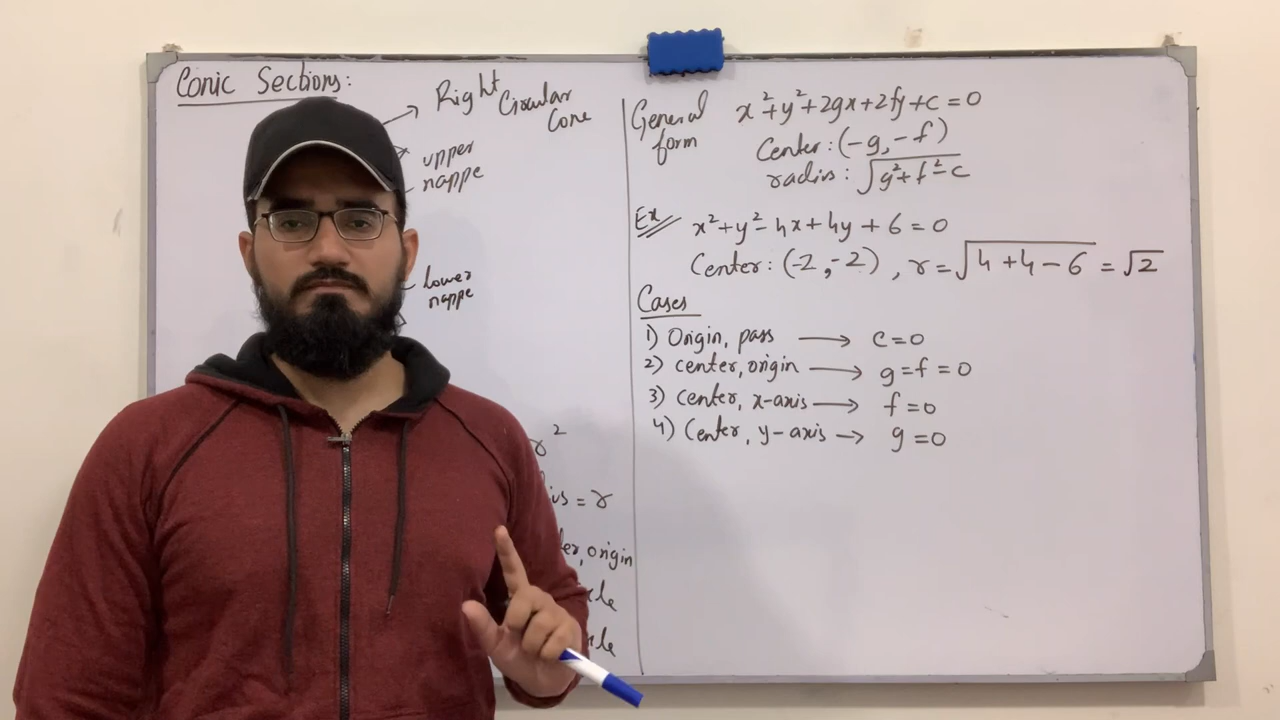 Conic Sections:
Right Circular Cone
upper nappe
lower nappe
r²
= r
origin
General form x²+y²+2gx+2fy+c=0
Center: (-g, -f)
radius: √g²+f²-c
Ex x²+y²-4x+4y+6=0
Center: (-2, -2), r=√4+4-6 = √2
Cases
1) Origin, pass → c=0
2) center, origin → g=f=0
3) center, x-axis → f=0
4) Center, y-axis → g=0